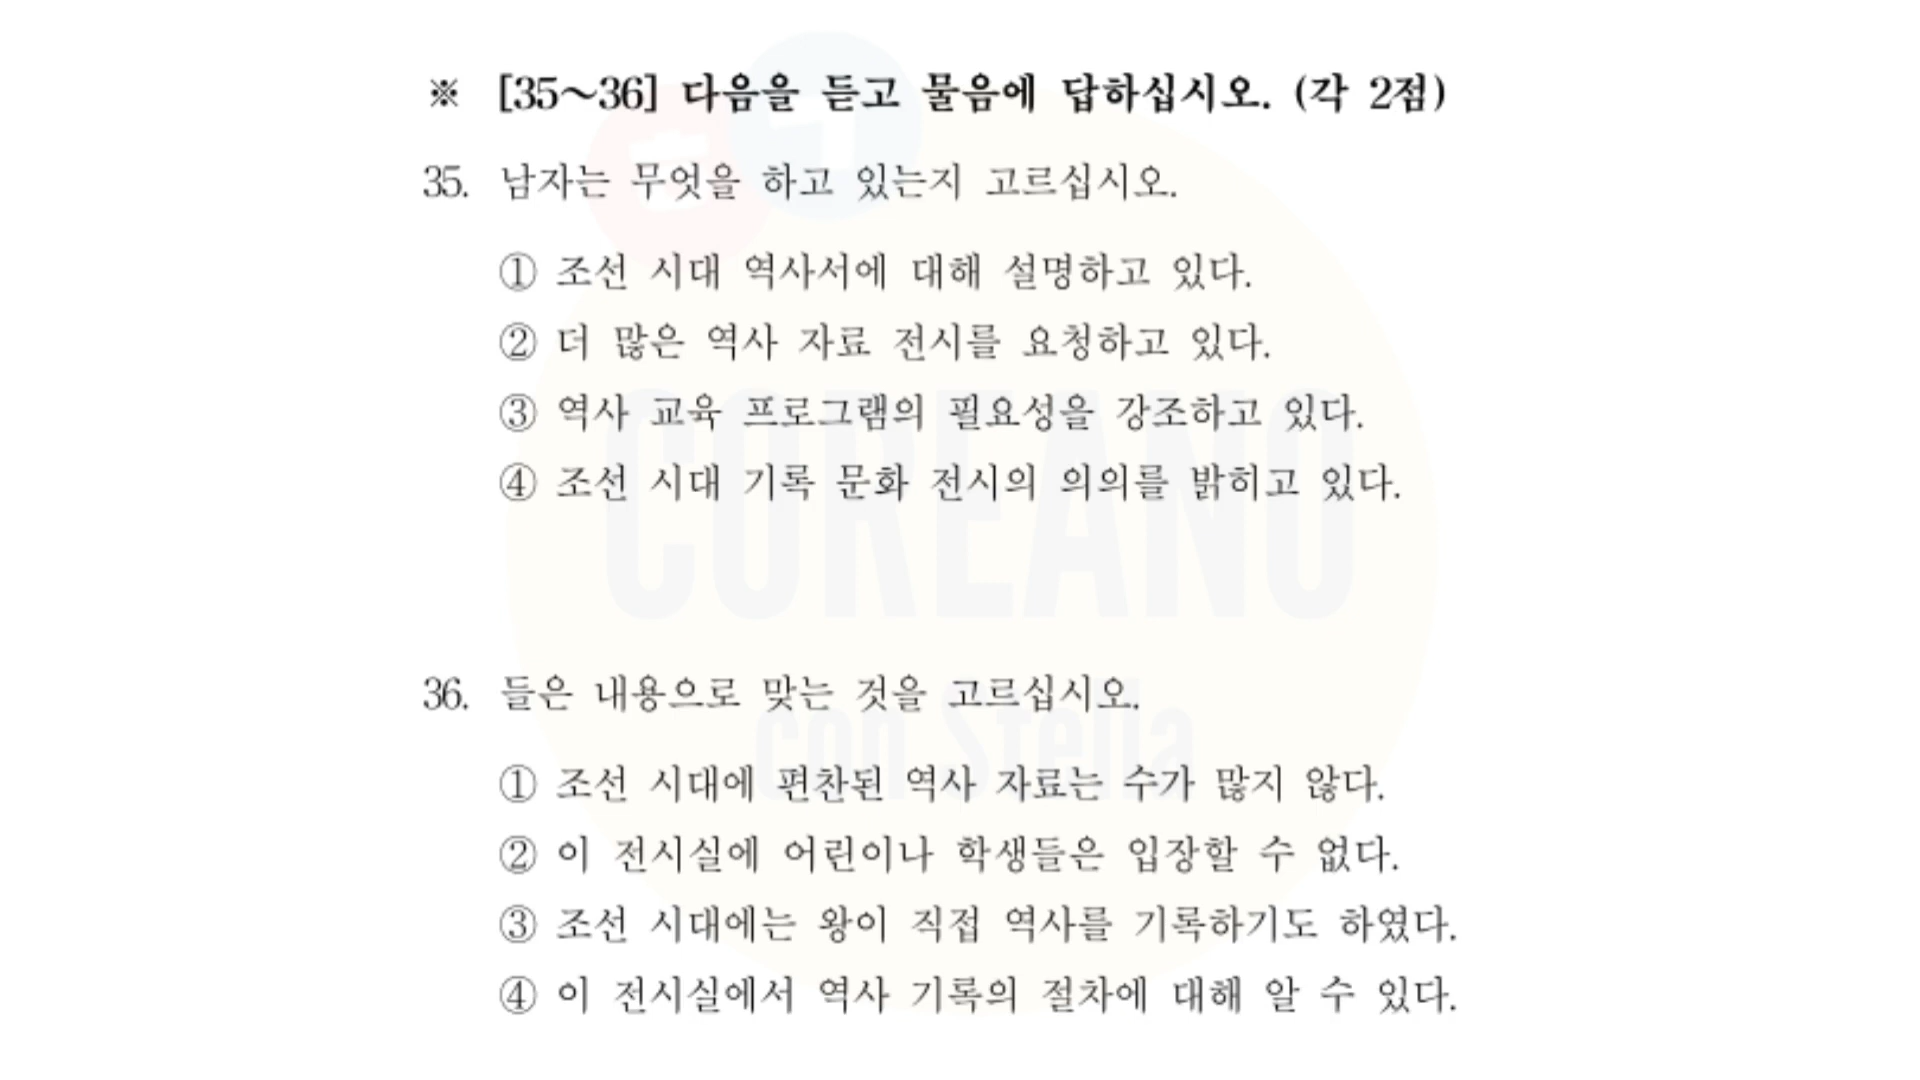 ※ [35～36] 다음을 듣고 물음에 답하십시오. (각 2점)
35. 남자는 무엇을 하고 있는지 고르십시오.
① 조선 시대 역사서에 대해 설명하고 있다.
② 더 많은 역사 자료 전시를 요청하고 있다.
③ 역사 교육 프로그램의 필요성을 강조하고 있다.
④ 조선 시대 기록 문화 전시의 의의를 밝히고 있다.
COREANO
36. 들은 내용으로 맞는 것을 고르십시오.
con Stella
① 조선 시대에 편찬된 역사 자료는 수가 많지 않다.
② 이 전시실에 어린이나 학생들은 입장할 수 없다.
③ 조선 시대에는 왕이 직접 역사를 기록하기도 하였다.
④ 이 전시실에서 역사 기록의 절차에 대해 알 수 있다.